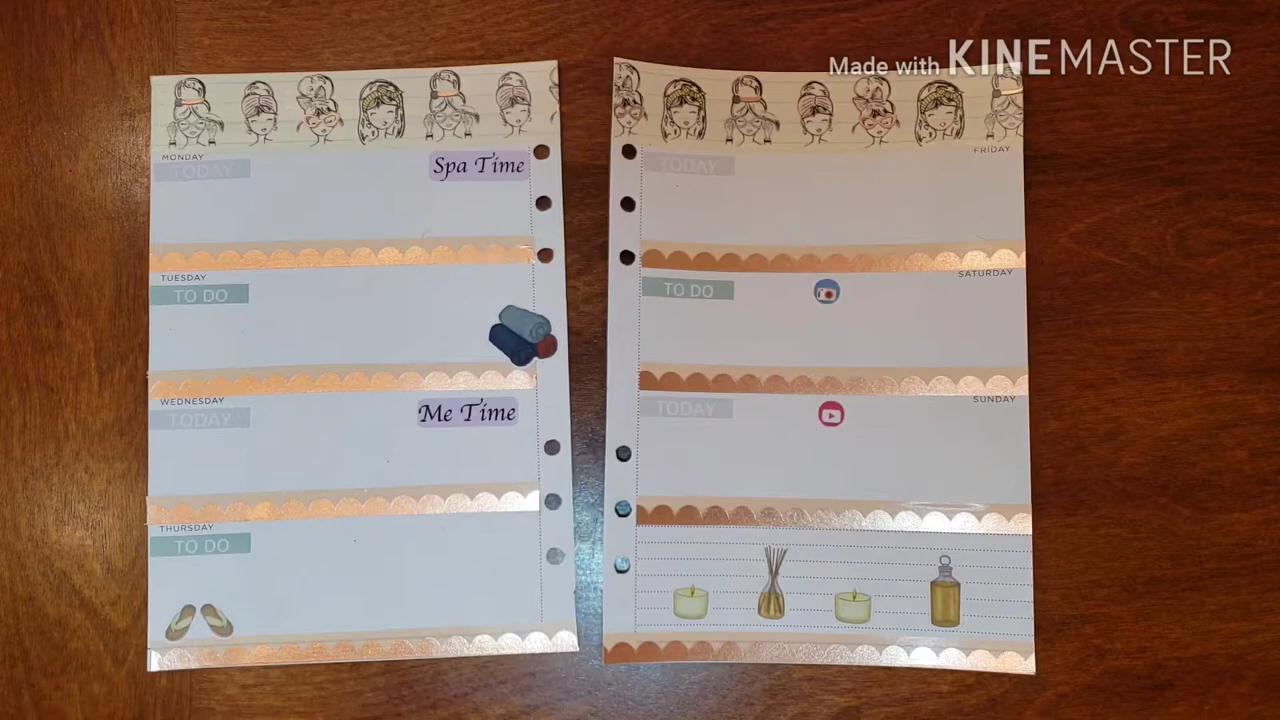 Made with KINEMASTER
MONDAY
TODAY
Spa Time
TUESDAY
TO DO
WEDNESDAY
TODAY
Me Time
THURSDAY
TO DO
FRIDAY
TODAY
SATURDAY
TO DO
SUNDAY
TODAY